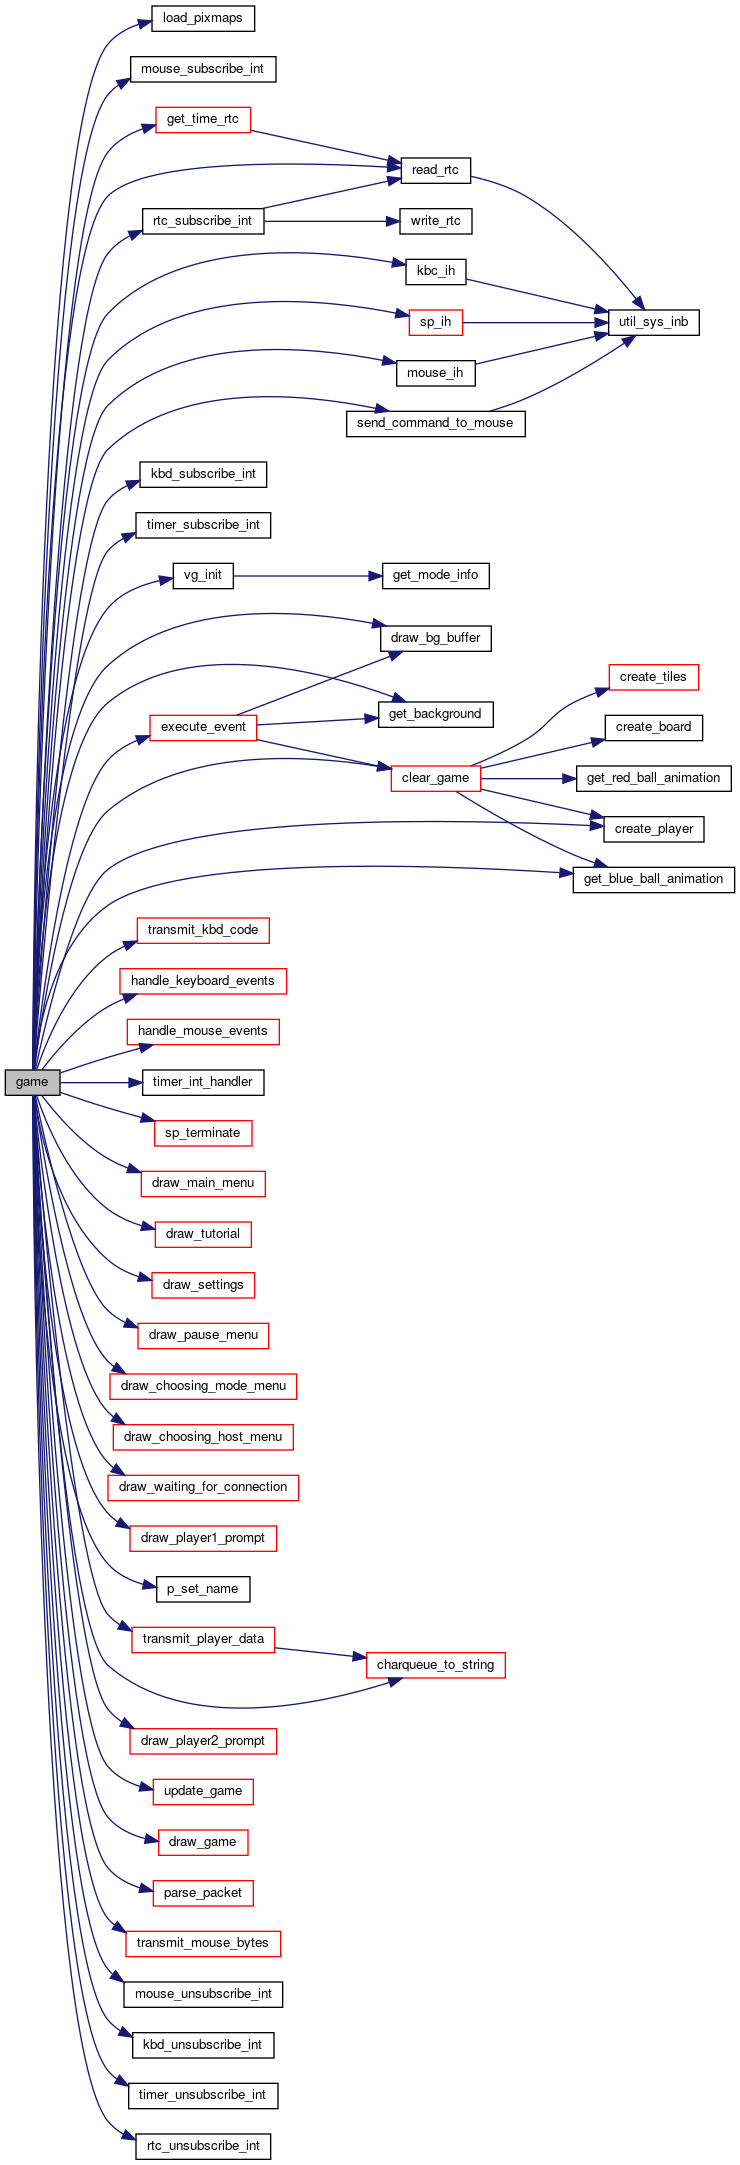 load_pixmaps
mouse_subscribe_int
get_time_rtc
read_rtc
rtc_subscribe_int
write_rtc
kbc_ih
sp_ih
util_sys_inb
mouse_ih
send_command_to_mouse
kbd_subscribe_int
timer_subscribe_int
vg_init
get_mode_info
draw_bg_buffer
create_tiles
get_background
execute_event
create_board
clear_game
get_red_ball_animation
create_player
get_blue_ball_animation
transmit_kbd_code
handle_keyboard_events
handle_mouse_events
game
timer_int_handler
sp_terminate
draw_main_menu
draw_tutorial
draw_settings
draw_pause_menu
draw_choosing_mode_menu
draw_choosing_host_menu
draw_waiting_for_connection
draw_player1_prompt
p_set_name
transmit_player_data
charqueue_to_string
draw_player2_prompt
update_game
draw_game
parse_packet
transmit_mouse_bytes
mouse_unsubscribe_int
kbd_unsubscribe_int
timer_unsubscribe_int
rtc_unsubscribe_int